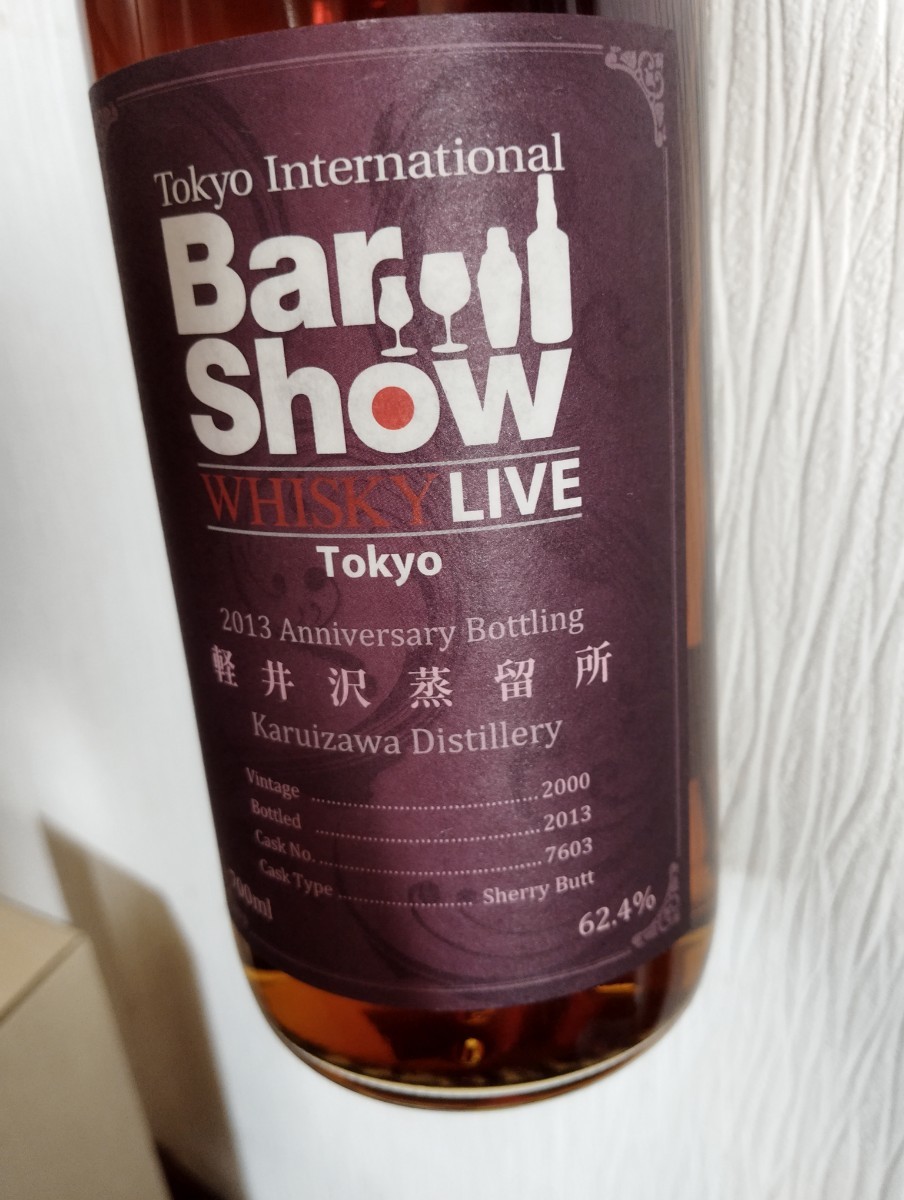 Tokyo International
Bar
Show
WHISKY LIVE
Tokyo
2013 Anniversary Bottling
軽井沢蒸留所
Karuizawa Distillery
Vintage ........ 2000
Bottled ........ 2013
Cask No. ........ 7603
Cask Type ........ Sherry Butt
700ml
62.4%